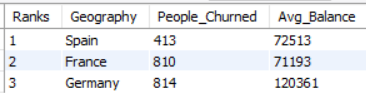 Ranks Geography People_Churned Avg_Balance
1 Spain 413 72513
2 France 810 71193
3 Germany 814 120361